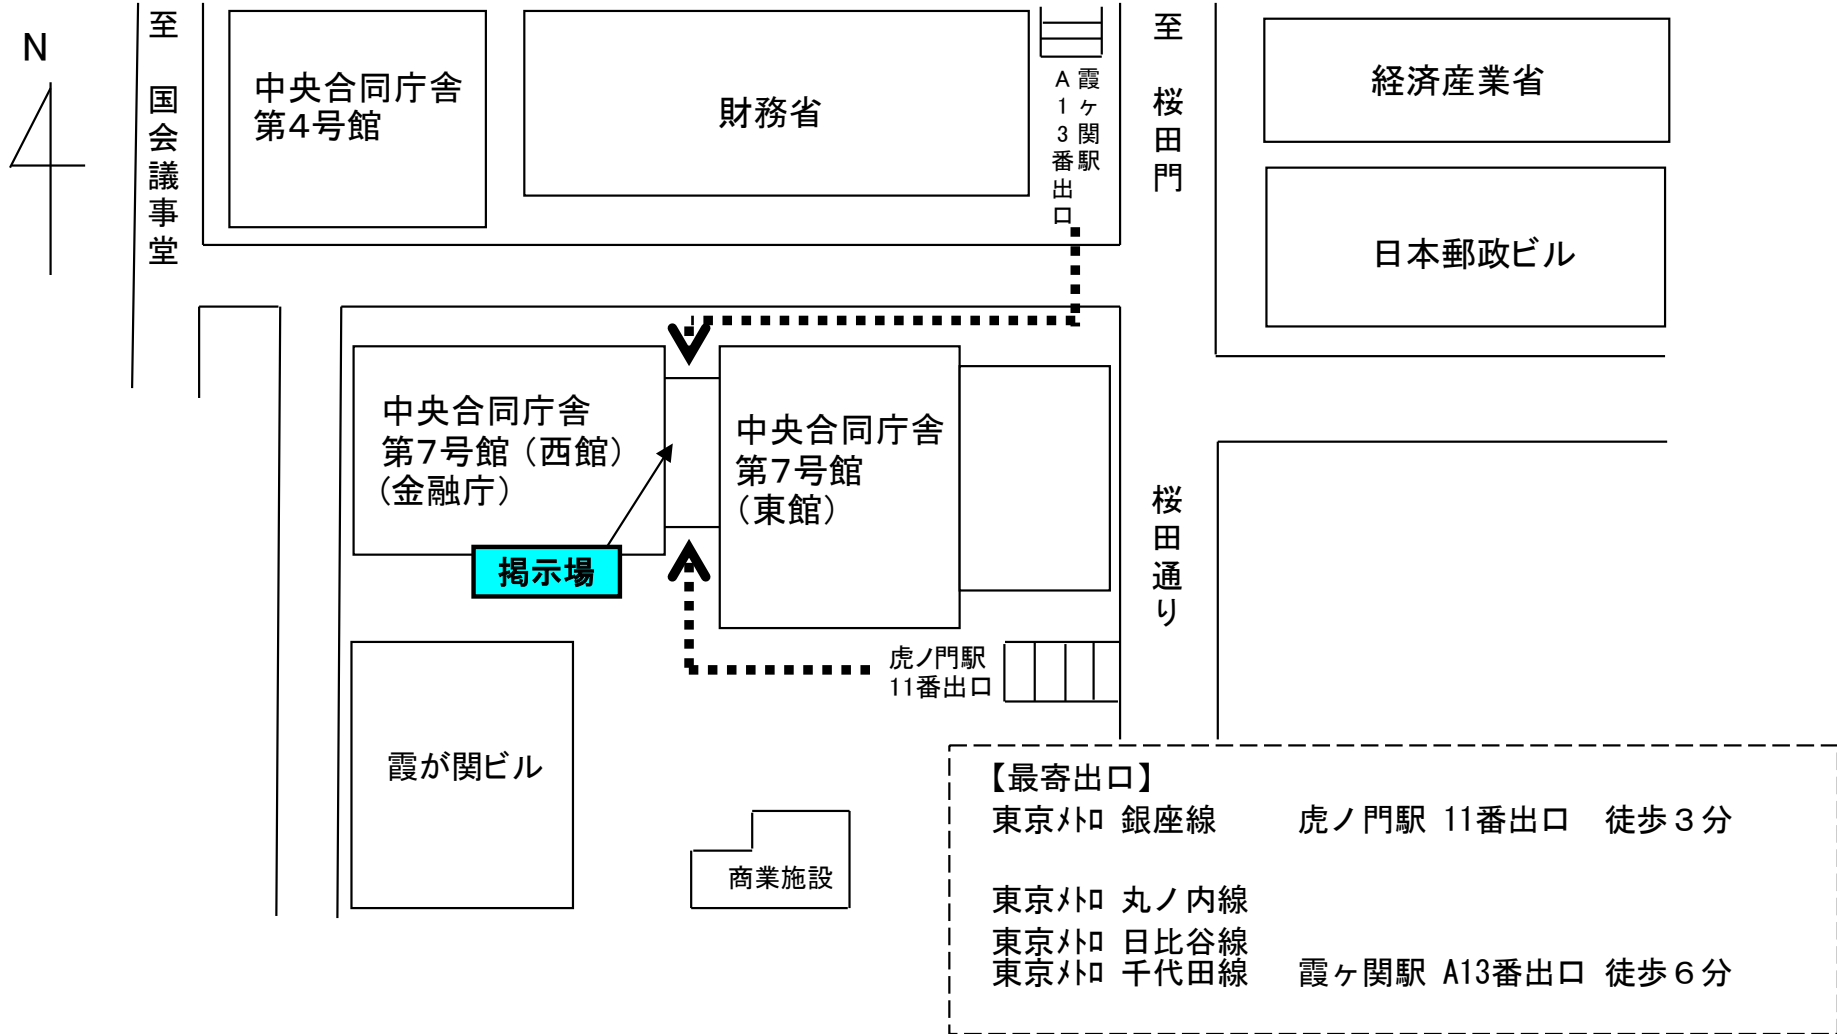 N
至　国会議事堂
中央合同庁舎
第4号館
財務省
霞ヶ関駅
A13番出口
至　桜田門
経済産業省
日本郵政ビル
中央合同庁舎
第7号館（西館）
（金融庁）
中央合同庁舎
第7号館
（東館）
掲示場
桜田通り
虎ノ門駅
11番出口
霞が関ビル
商業施設
【最寄出口】
東京ﾒﾄﾛ 銀座線　虎ノ門駅 11番出口　徒歩３分
東京ﾒﾄﾛ 丸ノ内線
東京ﾒﾄﾛ 日比谷線
東京ﾒﾄﾛ 千代田線　霞ヶ関駅 A13番出口 徒歩６分